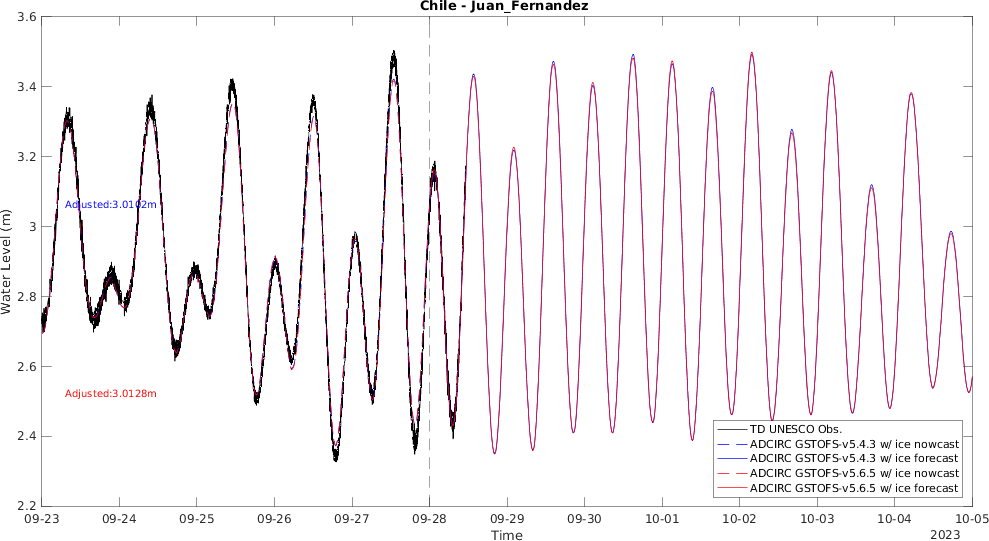 Chile - Juan_Fernandez
3.6
3.4
3.2
3
2.8
2.6
2.4
2.2
Water Level (m)
Adjusted:3.0102m
Adjusted:3.0128m
TD UNESCO Obs.
ADCIRC GSTOFS-v5.4.3 w/ ice nowcast
ADCIRC GSTOFS-v5.4.3 w/ ice forecast
ADCIRC GSTOFS-v5.6.5 w/ ice nowcast
ADCIRC GSTOFS-v5.6.5 w/ ice forecast
09-23 09-24 09-25 09-26 09-27 09-28 09-29 09-30 10-01 10-02 10-03 10-04 10-05
Time
2023